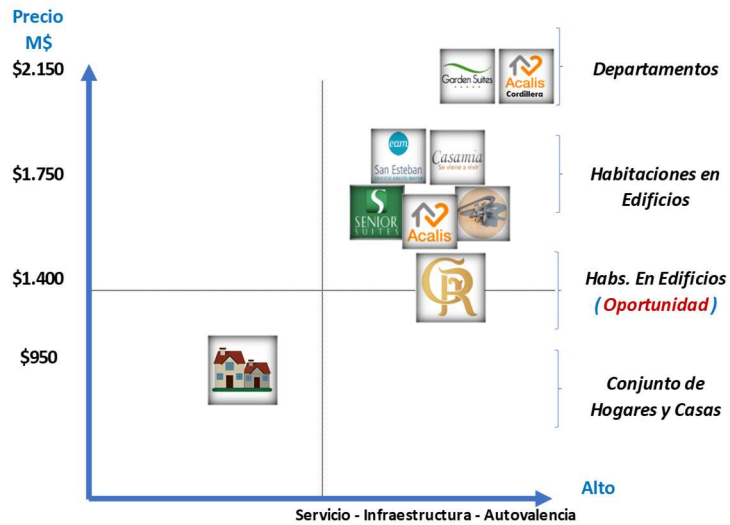 Precio
M$
$2.150
Garden Suites
Acalis
Cordillera
Departamentos
$1.750
eam
San Esteban
Casamia
Se viene a vivir
Habitaciones en
Edificios
S
SENIOR
SUITES
Acalis
$1.400
CR
Habs. En Edificios
( Oportunidad )
$950
Conjunto de
Hogares y Casas
Alto
Servicio - Infraestructura - Autovalencia